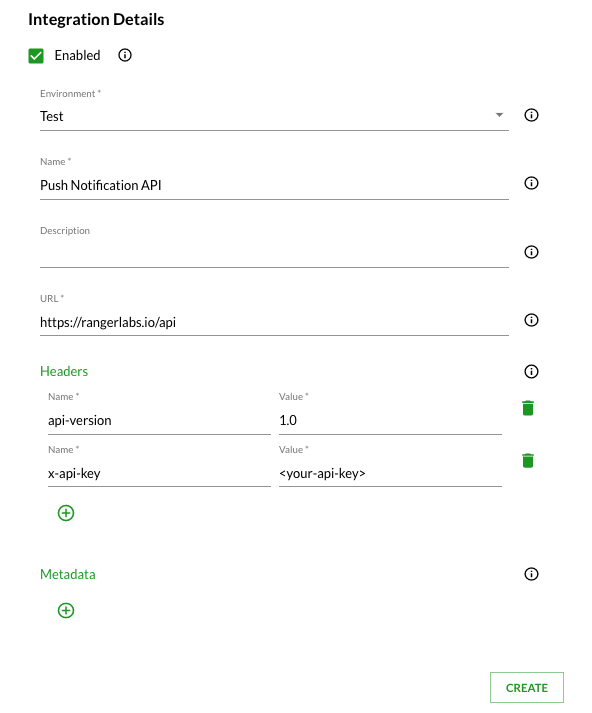 Integration Details
Enabled
Environment *
Test
Name *
Push Notification API
Description
URL *
https://rangerlabs.io/api
Headers
Name * Value *
api-version 1.0
Name * Value *
x-api-key <your-api-key>
Metadata
CREATE